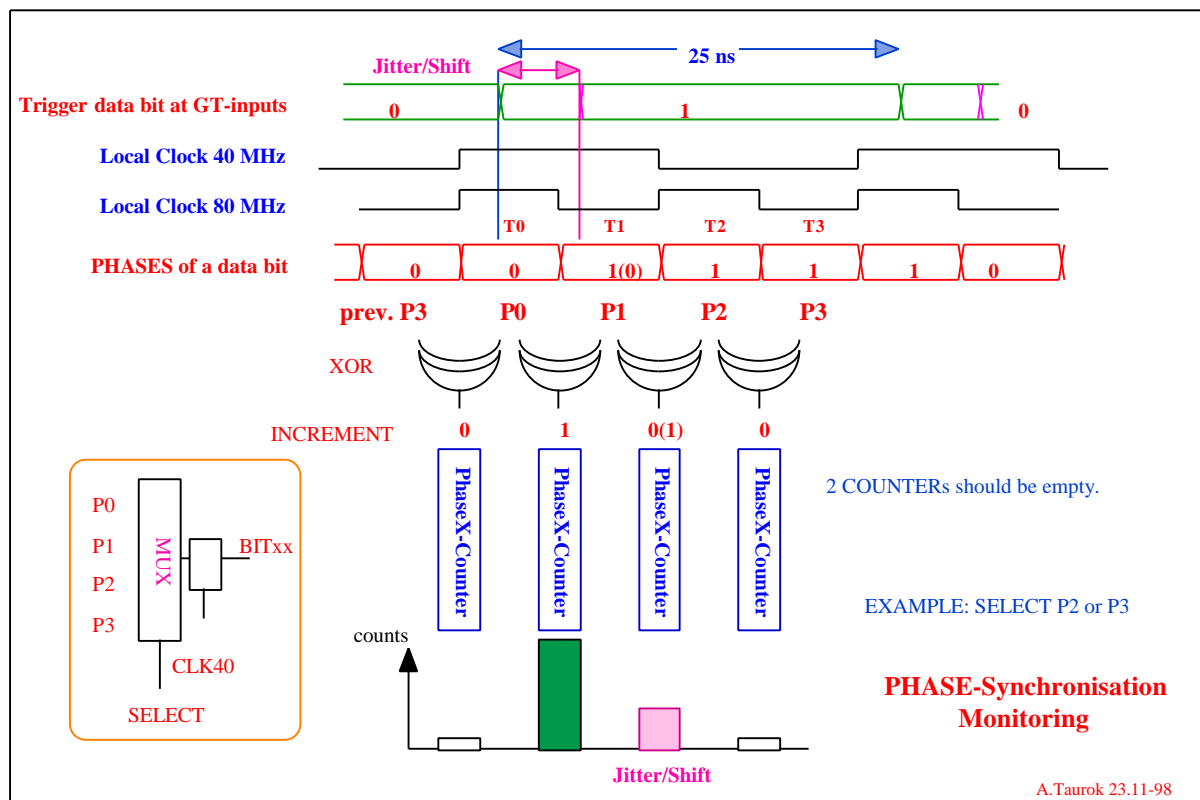 25 ns
Jitter/Shift
Trigger data bit at GT-inputs
0 1 0
Local Clock 40 MHz
Local Clock 80 MHz
T0 T1 T2 T3
PHASES of a data bit
0 0 1(0) 1 1 1 0
prev. P3 P0 P1 P2 P3
XOR
INCREMENT
0 1 0(1) 0
PhaseX-Counter
PhaseX-Counter
PhaseX-Counter
PhaseX-Counter
2 COUNTERs should be empty.
P0
P1
P2
P3
MUX
BITxx
CLK40
SELECT
EXAMPLE: SELECT P2 or P3
counts
PHASE-Synchronisation
Monitoring
Jitter/Shift
A.Taurok 23.11-98